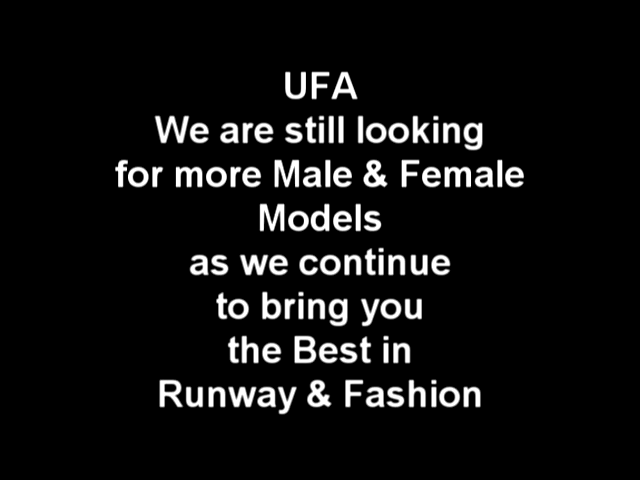 UFA
We are still looking
for more Male & Female
Models
as we continue
to bring you
the Best in
Runway & Fashion